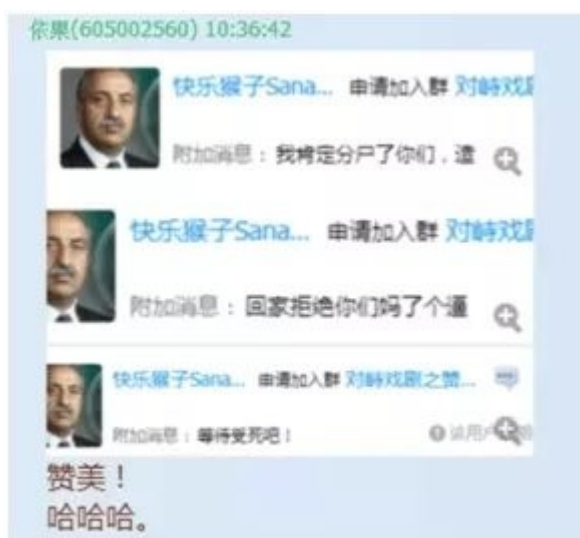 依果(605002560) 10:36:42
快乐猴子Sana... 申请加入群 对峙戏剧
附加消息：我肯定分尸了你们，渣
快乐猴子Sana... 申请加入群 对峙戏剧
附加消息：回家拒绝你们妈了个逼
快乐猴子Sana... 申请加入群 对峙戏剧之赞...
附加消息：等待受死吧！ 该用户
赞美！
哈哈哈。